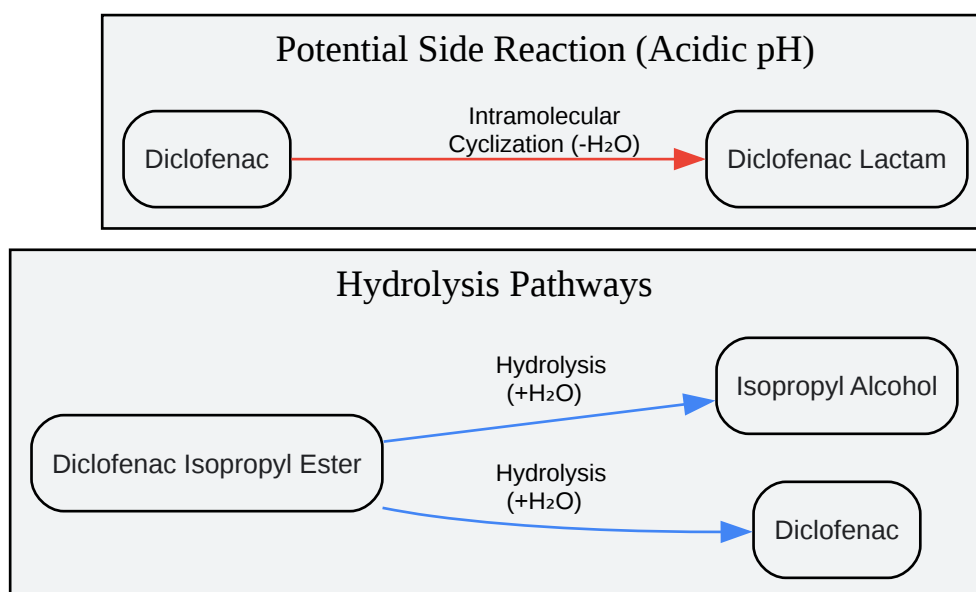 Potential Side Reaction (Acidic pH)
Diclofenac
Intramolecular
Cyclization (-H₂O)
Diclofenac Lactam
Hydrolysis Pathways
Diclofenac Isopropyl Ester
Hydrolysis
(+H₂O)
Isopropyl Alcohol
Hydrolysis
(+H₂O)
Diclofenac